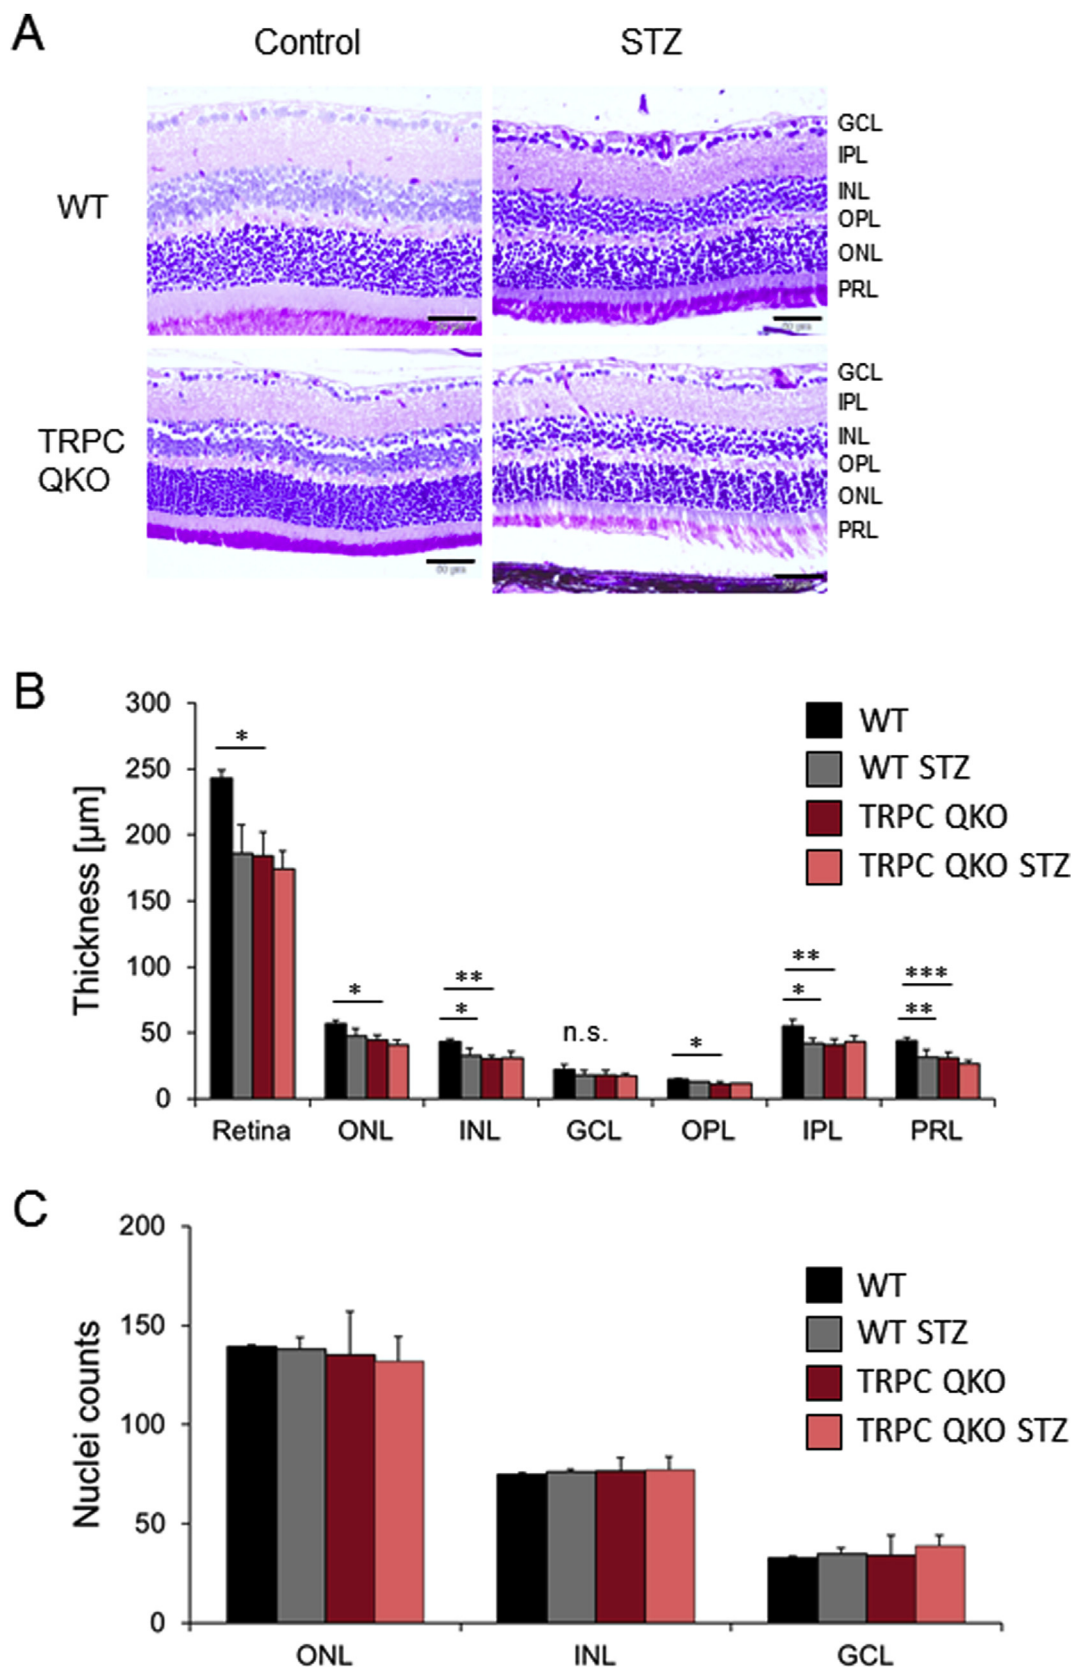 A
Control
STZ
WT
GCL
IPL
INL
OPL
ONL
PRL
TRPC
QKO
GCL
IPL
INL
OPL
ONL
PRL
B
Thickness [µm]
300
250
200
150
100
50
0
*
*
**
*
n.s.
*
**
*
***
**
Retina
ONL
INL
GCL
OPL
IPL
PRL
WT
WT STZ
TRPC QKO
TRPC QKO STZ
C
Nuclei counts
200
150
100
50
0
ONL
INL
GCL
WT
WT STZ
TRPC QKO
TRPC QKO STZ